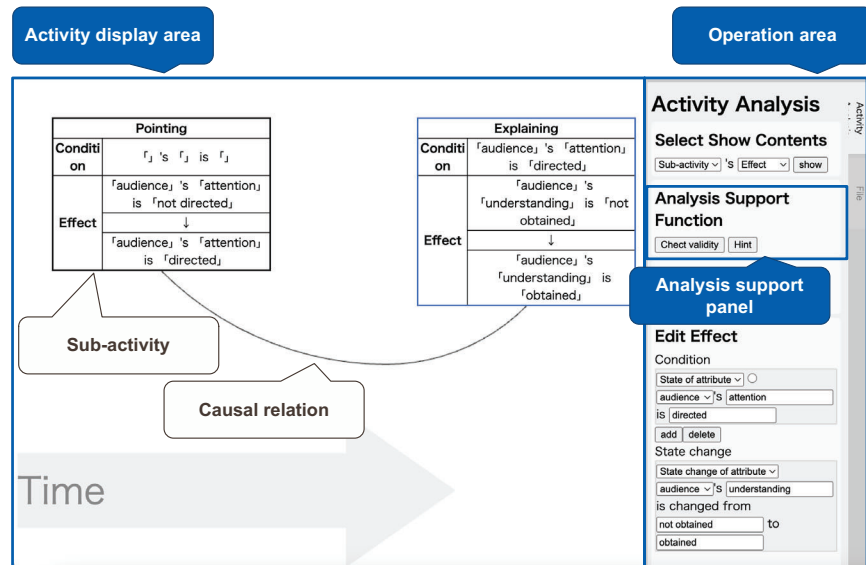 Activity display area
Operation area
Pointing
Conditi
on
「」 's 「」 is 「」
Effect
「audience」's 「attention」
is 「not directed」
↓
「audience」's 「attention」
is 「directed」
Explaining
Conditi
on
「audience」's 「attention」
is 「directed」
Effect
「audience」's
「understanding」 is 「not
obtained」
↓
「audience」's
「understanding」 is
「obtained」
Sub-activity
Causal relation
Time
Activity Analysis
Select Show Contents
Sub-activity 's Effect show
Analysis Support
Function
Chect validity Hint
Analysis support
panel
Edit Effect
Condition
State of attribute
audience 's attention
is directed
add delete
State change
State change of attribute
audience 's understanding
is changed from
not obtained to
obtained
Activity
File